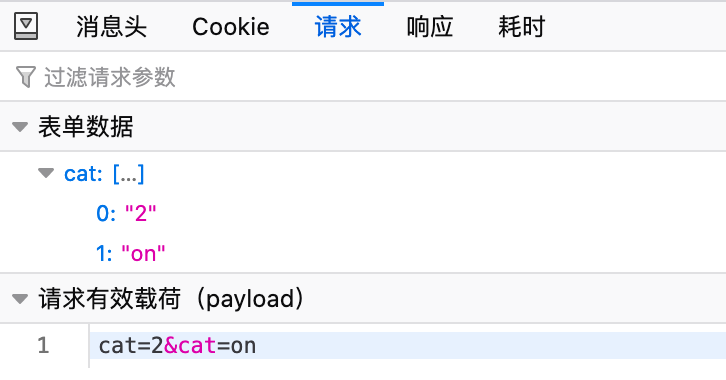 消息头 Cookie 请求 响应 耗时
过滤请求参数
表单数据
cat: […]
0: "2"
1: "on"
请求有效载荷（payload）
1 cat=2&cat=on